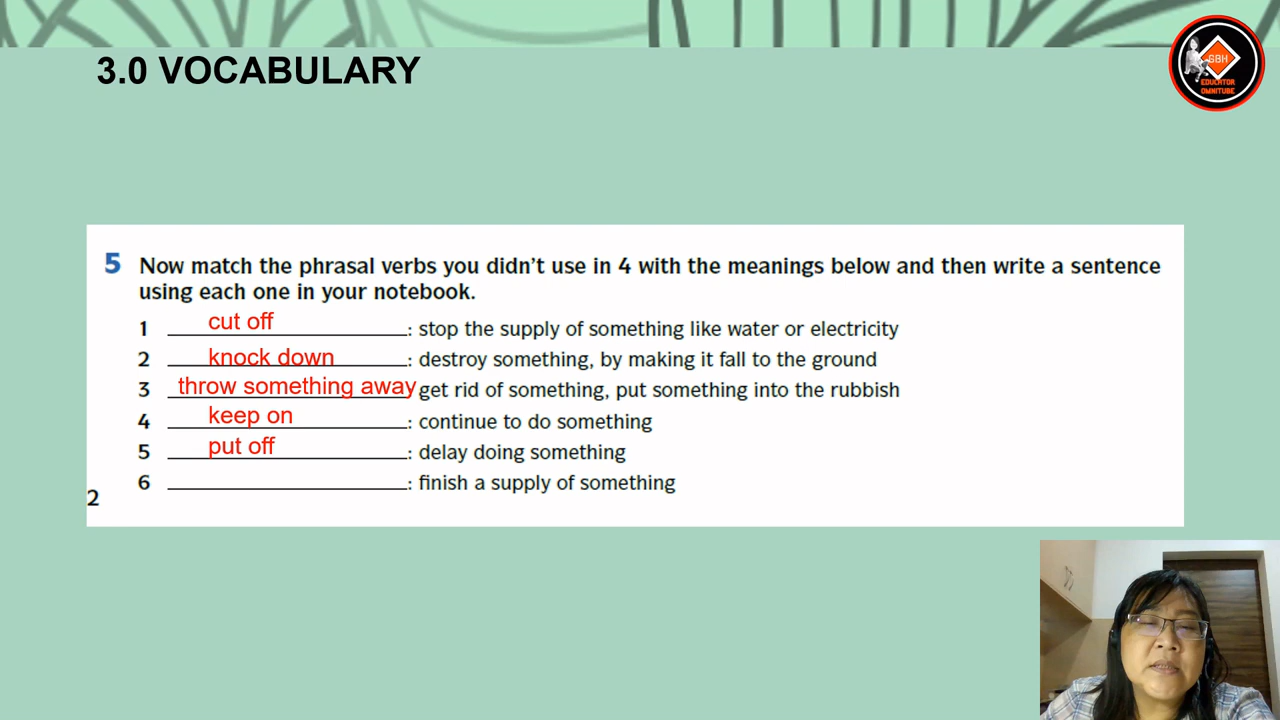 3.0 VOCABULARY
GBH
EDUCATOR
OMNITUBE
5 Now match the phrasal verbs you didn't use in 4 with the meanings below and then write a sentence
using each one in your notebook.
1 cut off : stop the supply of something like water or electricity
2 knock down : destroy something, by making it fall to the ground
3 throw something away get rid of something, put something into the rubbish
4 keep on : continue to do something
5 put off : delay doing something
6 : finish a supply of something
2